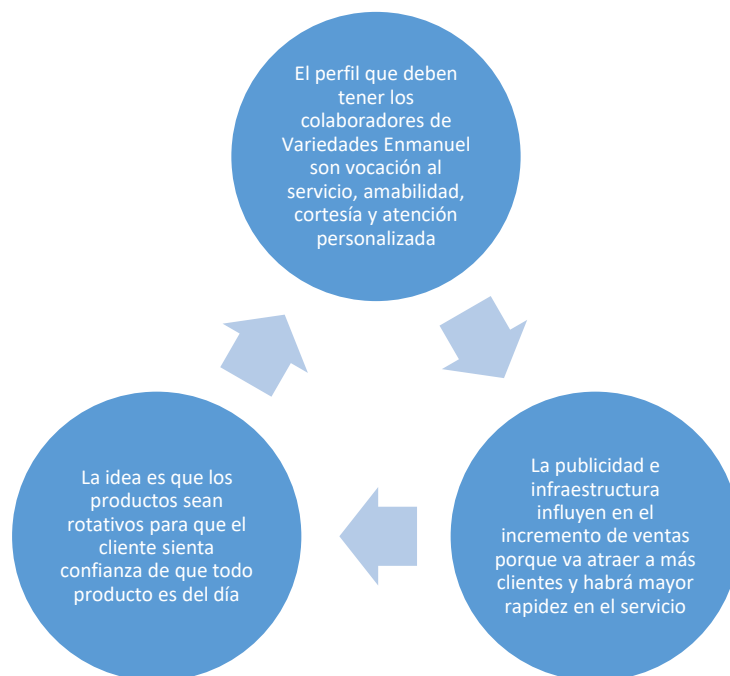 El perfil que deben
tener los
colaboradores de
Variedades Enmanuel
son vocación al
servicio, amabilidad,
cortesía y atención
personalizada
La publicidad e
infraestructura
influyen en el
incremento de ventas
porque va atraer a más
clientes y habrá mayor
rapidez en el servicio
La idea es que los
productos sean
rotativos para que el
cliente sienta
confianza de que todo
producto es del día